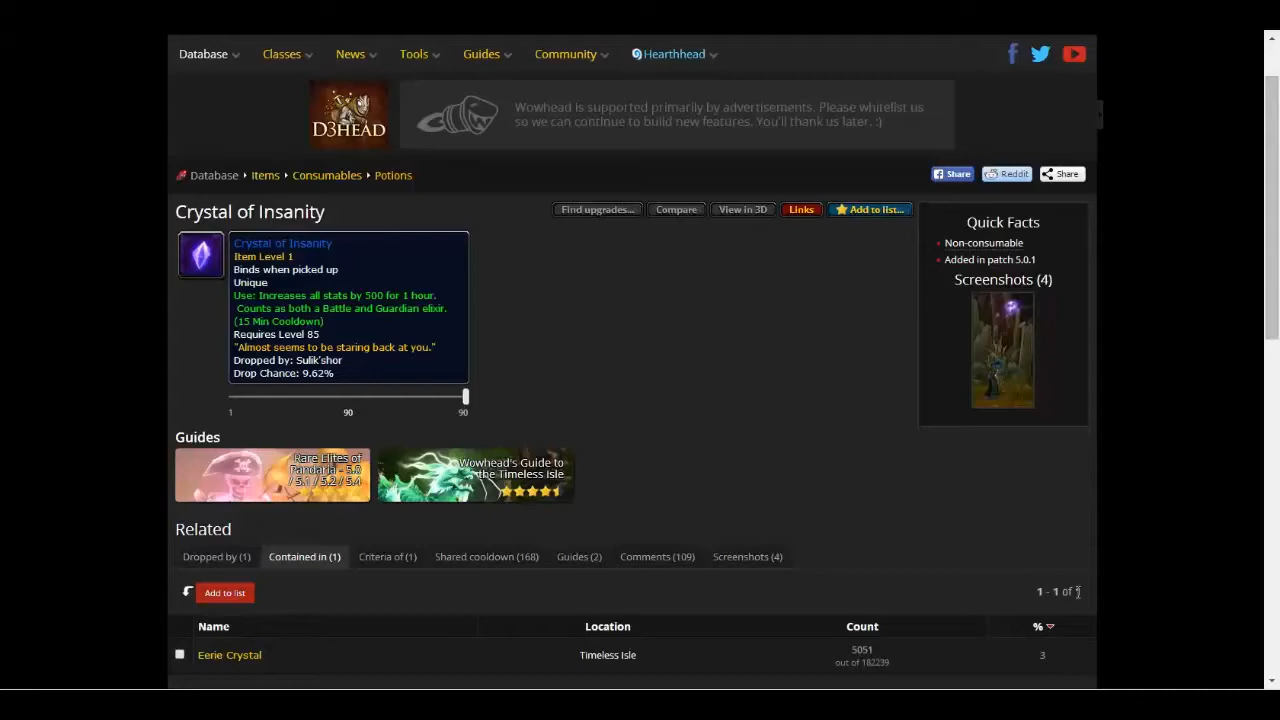 Database Classes News Tools Guides Community Hearthhead
D3HEAD
Wowhead is supported primarily by advertisements. Please whitelist us
so we can continue to build new features. You'll thank us later. :)
Database Items Consumables Potions
Share Reddit Share
Crystal of Insanity
Find upgrades... Compare View in 3D Links Add to list...
Crystal of Insanity
Item Level 1
Binds when picked up
Unique
Use: Increases all stats by 500 for 1 hour.
Counts as both a Battle and Guardian elixir.
(15 Min Cooldown)
Requires Level 85
"Almost seems to be staring back at you."
Dropped by: Sulik'shor
Drop Chance: 9.62%
1 90 90
Quick Facts
Non-consumable
Added in patch 5.0.1
Screenshots (4)
Guides
Rare Elites of
Pandaria - 5.0
/ 5.1 / 5.2 / 5.4
Wowhead's Guide to
the Timeless Isle
Related
Dropped by (1) Contained in (1) Criteria of (1) Shared cooldown (168) Guides (2) Comments (109) Screenshots (4)
Add to list
1 - 1 of
Name Location Count %
Eerie Crystal Timeless Isle 5051 3
out of 182239